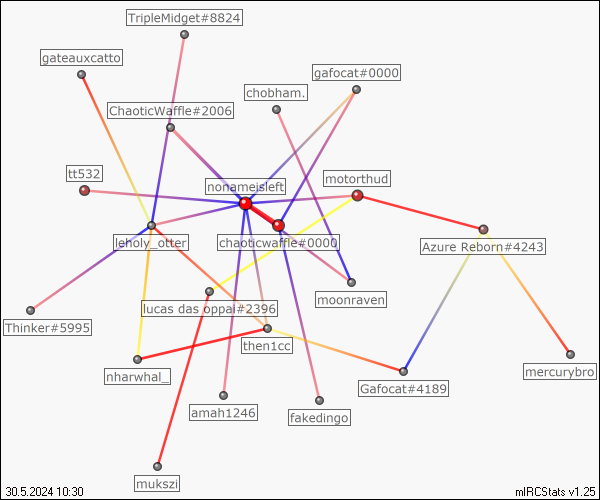 TripleMidget#8824
gateauxcatto
gafocat#0000
chobham.
ChaoticWaffle#2006
tt532
motorthud
nonameisleft
leholy_otter
chaoticwaffle#0000
Azure Reborn#4243
moonraven
lucas das oppai#2396
Thinker#5995
then1cc
nharwhal_
mercurybro
Gafocat#4189
amah1246
fakedingo
mukszi
30.5.2024 10:30
mIRCStats v1.25